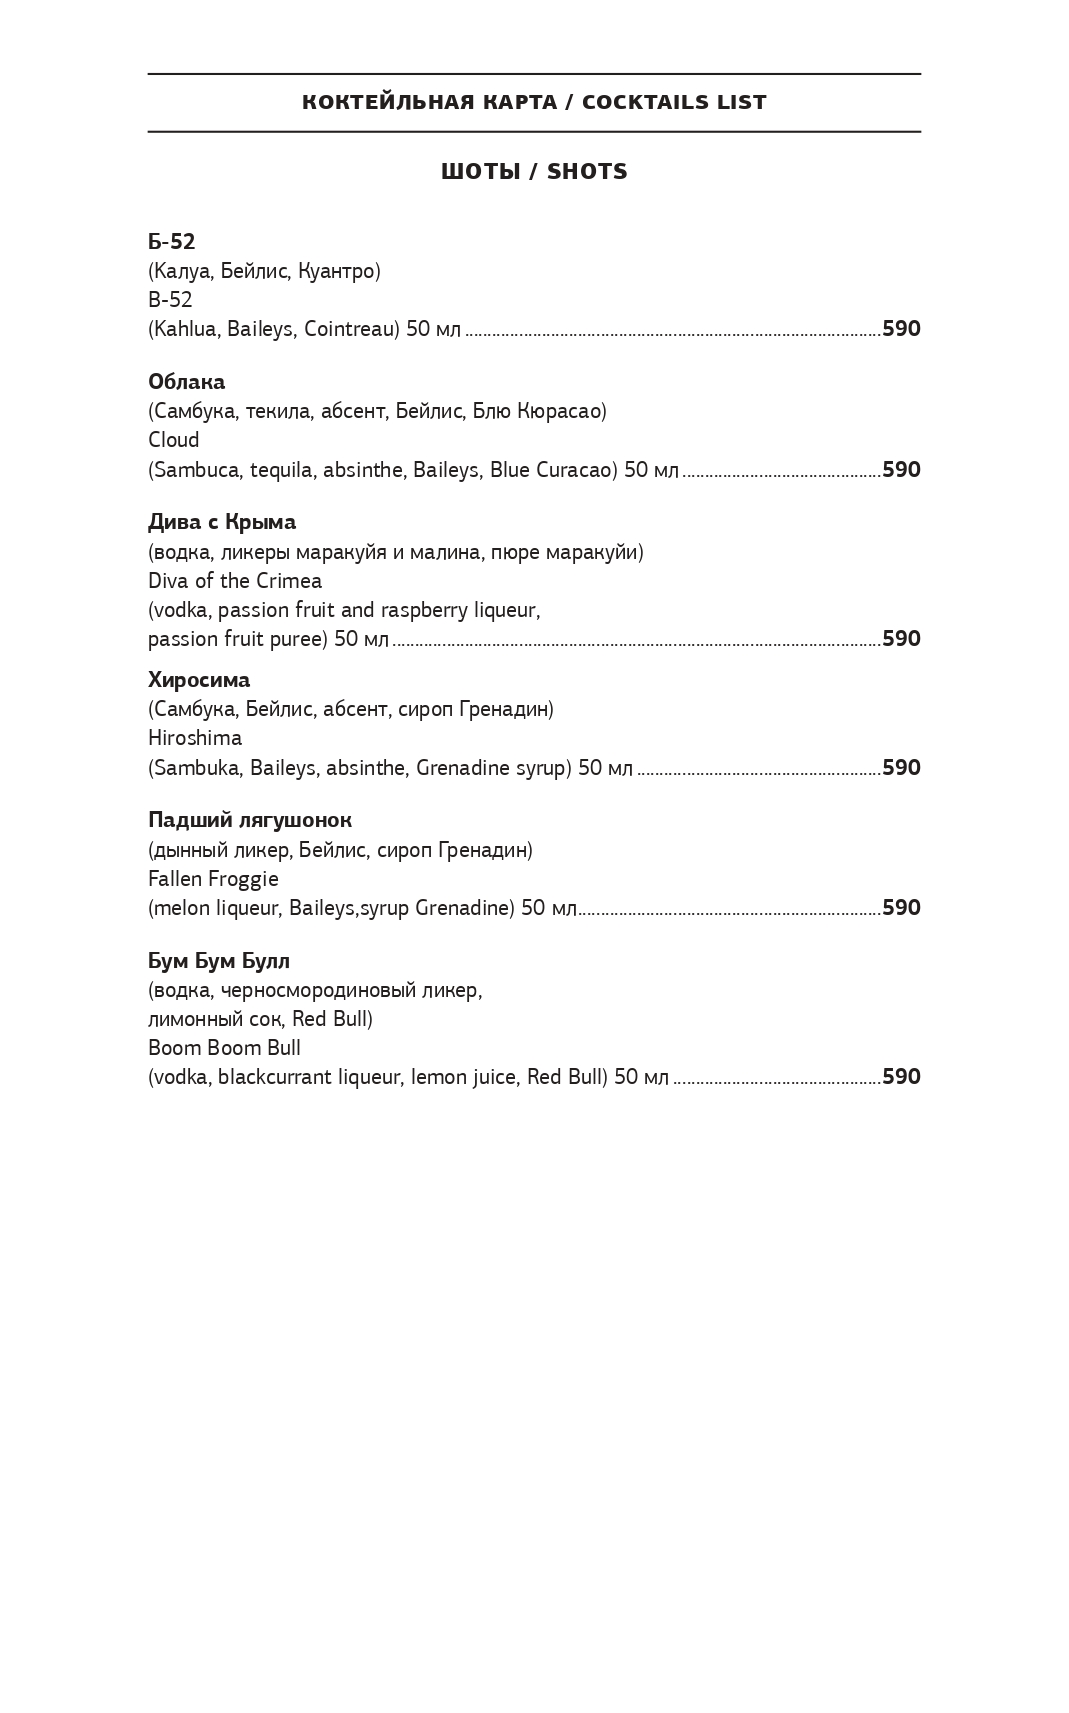 КОКТЕЙЛЬНАЯ КАРТА / COCKTAILS LIST
ШОТЫ / SHOTS
Б-52
(Калуа, Бейлис, Куантро)
B-52
(Kahlua, Baileys, Cointreau) 50 мл ........................................590
Облака
(Самбука, текила, абсент, Бейлис, Блю Кюрасао)
Cloud
(Sambuca, tequila, absinthe, Baileys, Blue Curacao) 50 мл ....................590
Дива с Крыма
(водка, ликеры маракуйя и малина, пюре маракуйи)
Diva of the Crimea
(vodka, passion fruit and raspberry liqueur,
passion fruit puree) 50 мл ........................................590
Хиросима
(Самбука, Бейлис, абсент, сироп Гренадин)
Hiroshima
(Sambuka, Baileys, absinthe, Grenadine syrup) 50 мл ....................590
Падший лягушонок
(дынный ликер, Бейлис, сироп Гренадин)
Fallen Froggie
(melon liqueur, Baileys,syrup Grenadine) 50 мл..............................590
Бум Бум Булл
(водка, черносмородиновый ликер,
лимонный сок, Red Bull)
Boom Boom Bull
(vodka, blackcurrant liqueur, lemon juice, Red Bull) 50 мл ....................590